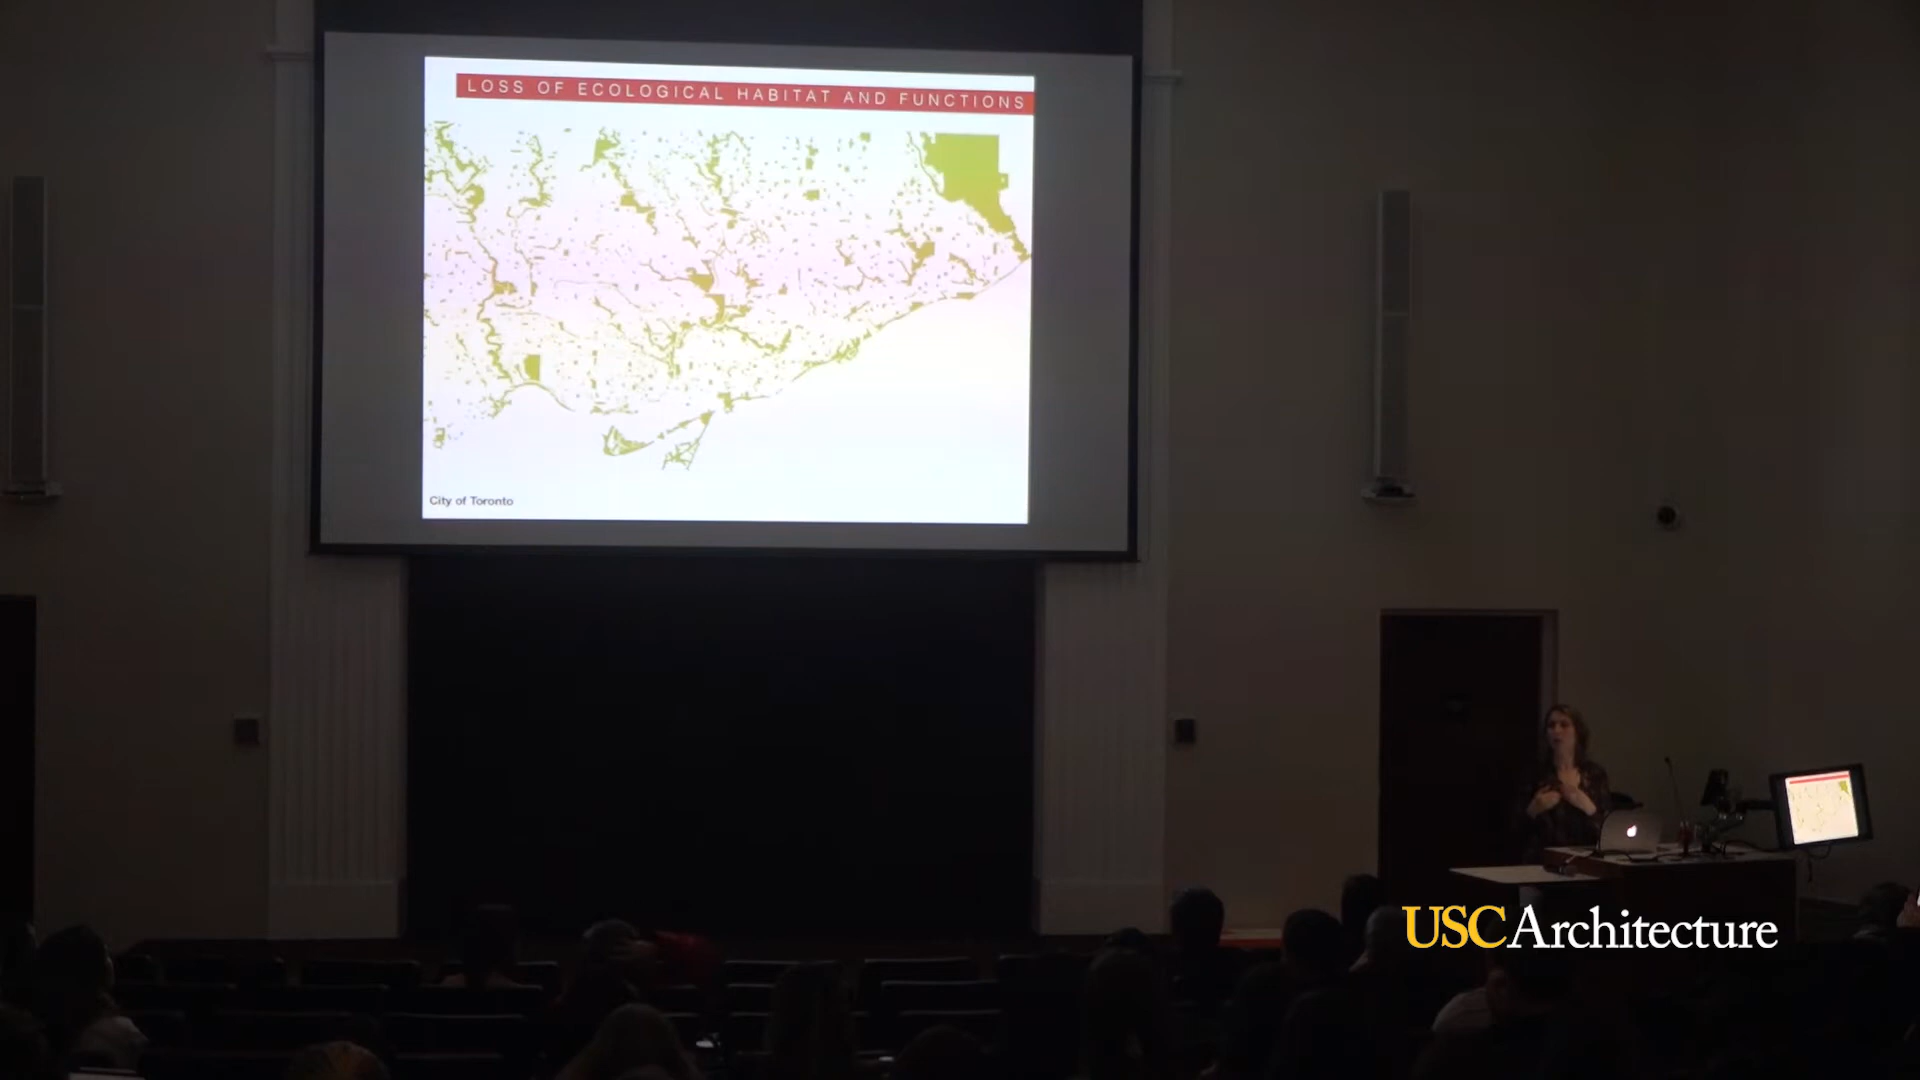 LOSS OF ECOLOGICAL HABITAT AND FUNCTIONS
City of Toronto
USCArchitecture